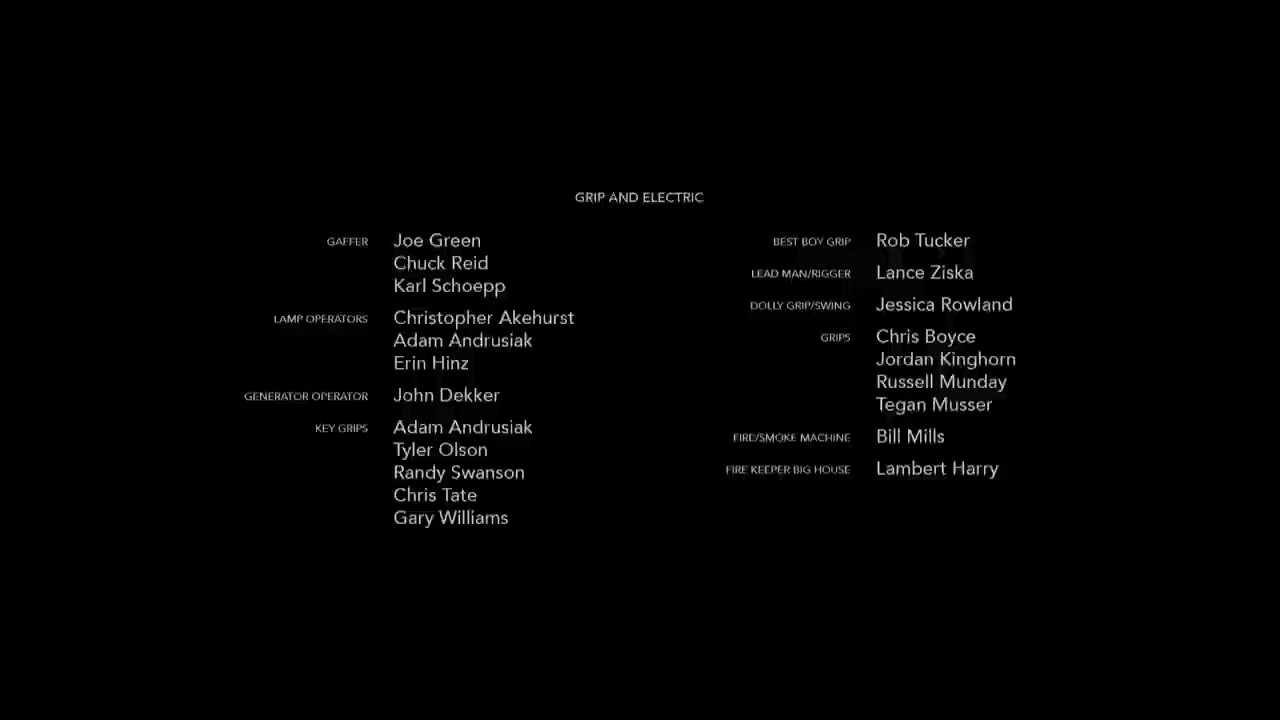 GRIP AND ELECTRIC
GAFFER Joe Green
Chuck Reid
Karl Schoepp
LAMP OPERATORS Christopher Akehurst
Adam Andrusiak
Erin Hinz
GENERATOR OPERATOR John Dekker
KEY GRIPS Adam Andrusiak
Tyler Olson
Randy Swanson
Chris Tate
Gary Williams
BEST BOY GRIP Rob Tucker
LEAD MAN/RIGGER Lance Ziska
DOLLY GRIP/SWING Jessica Rowland
GRIPS Chris Boyce
Jordan Kinghorn
Russell Munday
Tegan Musser
FIRE/SMOKE MACHINE Bill Mills
FIRE KEEPER BIG HOUSE Lambert Harry